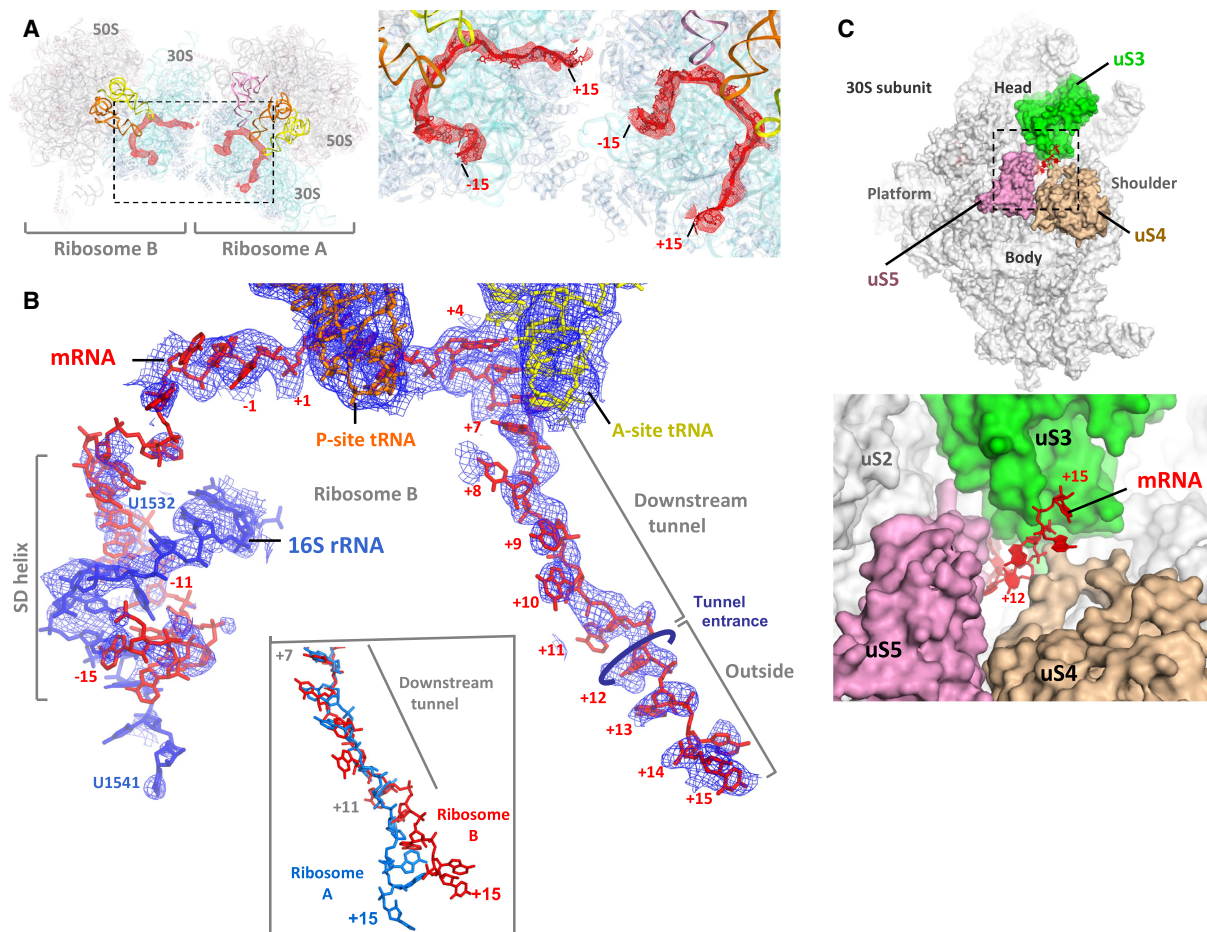 A
50S
30S
50S
30S
Ribosome B
Ribosome A
+15
-15
-15
+15
B
mRNA
-1
+1
P-site tRNA
+4
+7
A-site tRNA
Ribosome B
SD helix
U1532
16S rRNA
-11
-15
U1541
+8
+9
+10
+11
+12
+13
+14
+15
Downstream
tunnel
Tunnel
entrance
Outside
+7
Downstream
tunnel
+11
Ribosome
B
Ribosome
A
+15
+15
C
uS3
30S subunit
Head
Platform
Shoulder
uS4
Body
uS5
uS2
uS3
+15
mRNA
+12
uS5
uS4